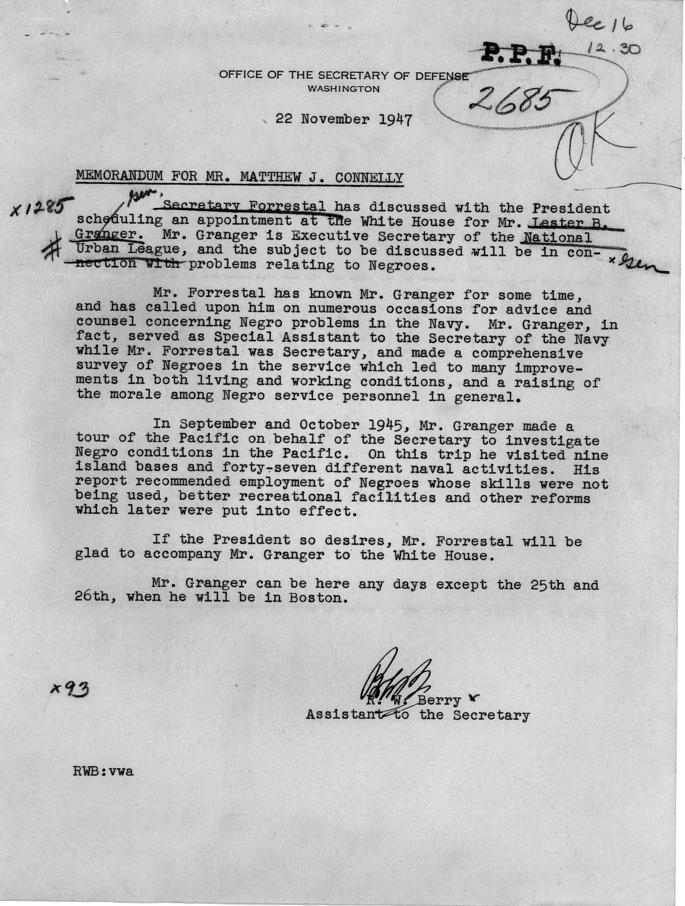 Dec 16
12.30
P.P.F.
OFFICE OF THE SECRETARY OF DEFENSE
WASHINGTON
2685
22 November 1947
OK
MEMORANDUM FOR MR. MATTHEW J. CONNELLY
gen.
x1285
Secretary Forrestal has discussed with the President
scheduling an appointment at the White House for Mr. Lester B.
Granger. Mr. Granger is Executive Secretary of the National
# Urban League, and the subject to be discussed will be in con-
nection with problems relating to Negroes.
x gen
Mr. Forrestal has known Mr. Granger for some time,
and has called upon him on numerous occasions for advice and
counsel concerning Negro problems in the Navy. Mr. Granger, in
fact, served as Special Assistant to the Secretary of the Navy
while Mr. Forrestal was Secretary, and made a comprehensive
survey of Negroes in the service which led to many improve-
ments in both living and working conditions, and a raising of
the morale among Negro service personnel in general.
In September and October 1945, Mr. Granger made a
tour of the Pacific on behalf of the Secretary to investigate
Negro conditions in the Pacific. On this trip he visited nine
island bases and forty-seven different naval activities. His
report recommended employment of Negroes whose skills were not
being used, better recreational facilities and other reforms
which later were put into effect.
If the President so desires, Mr. Forrestal will be
glad to accompany Mr. Granger to the White House.
Mr. Granger can be here any days except the 25th and
26th, when he will be in Boston.
x93
R. W. Berry x
Assistant to the Secretary
RWB:vwa